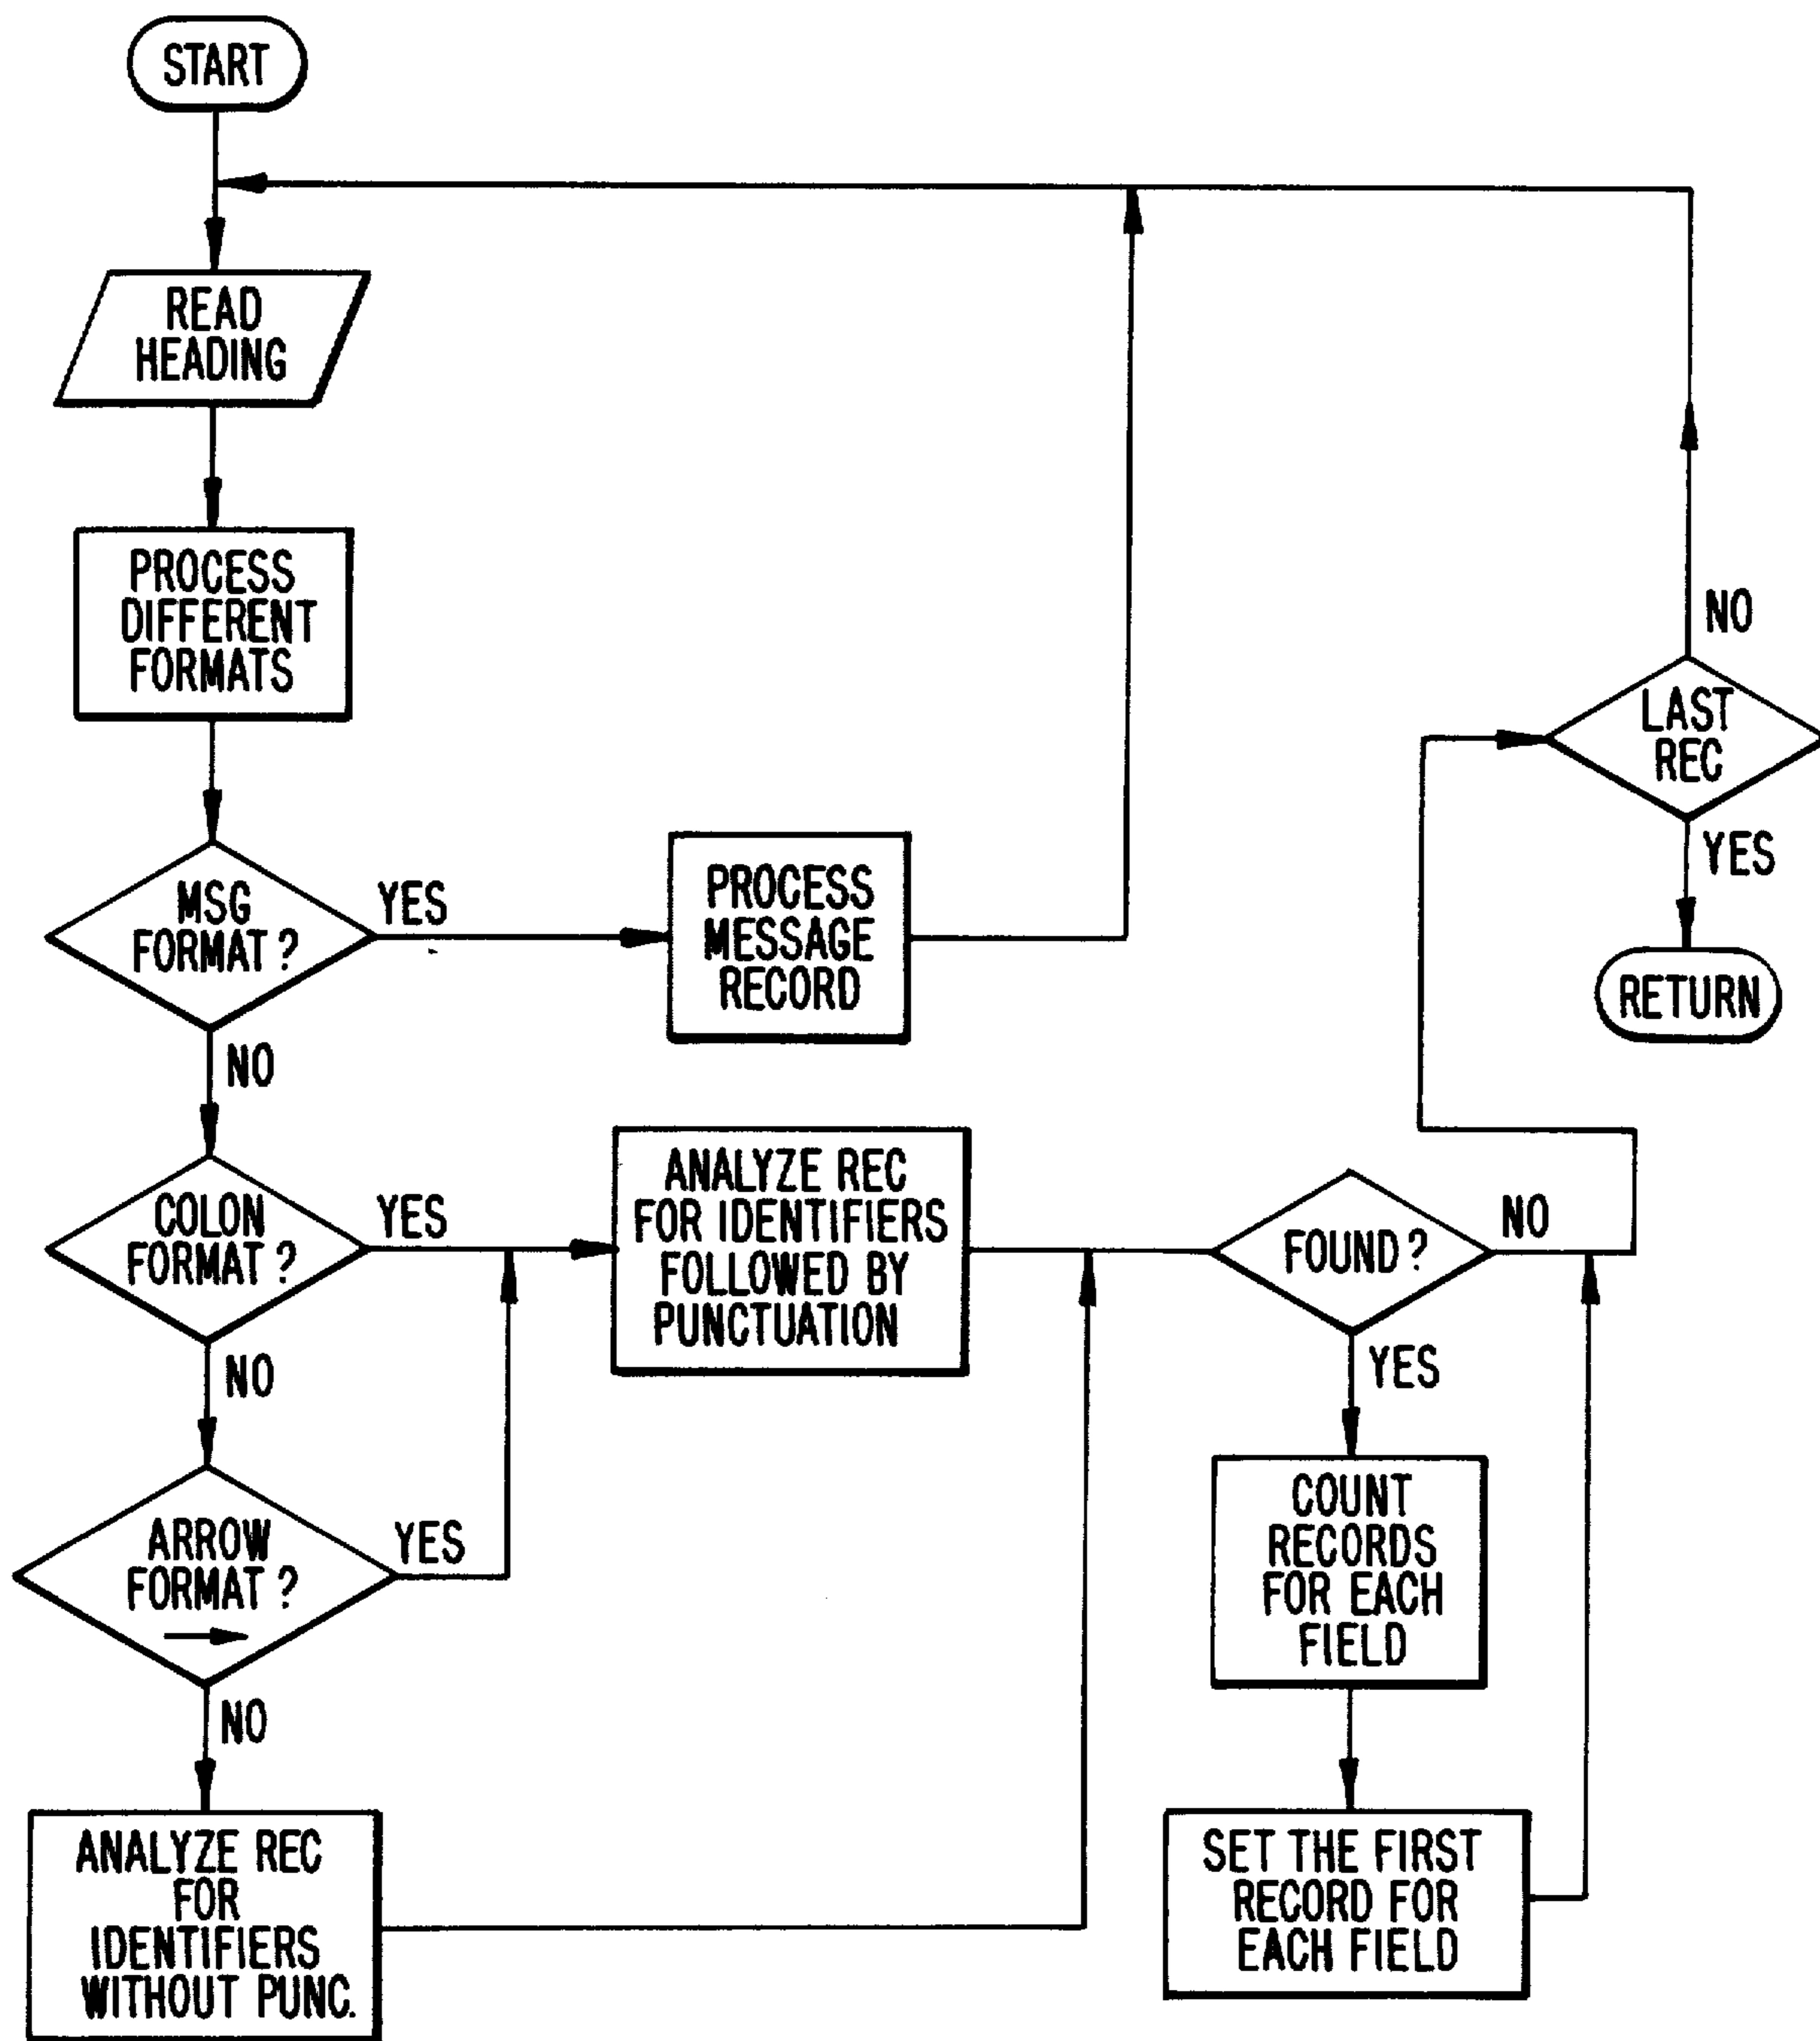 START
READ
HEADING
PROCESS
DIFFERENT
FORMATS
MSG
FORMAT?
YES
NO
PROCESS
MESSAGE
RECORD
COLON
FORMAT?
YES
NO
ANALYZE REC
FOR IDENTIFIERS
FOLLOWED BY
PUNCTUATION
ARROW
FORMAT?
YES
NO
ANALYZE REC
FOR
IDENTIFIERS
WITHOUT PUNC.
FOUND?
NO
YES
COUNT
RECORDS
FOR EACH
FIELD
SET THE FIRST
RECORD FOR
EACH FIELD
LAST
REC
NO
YES
RETURN